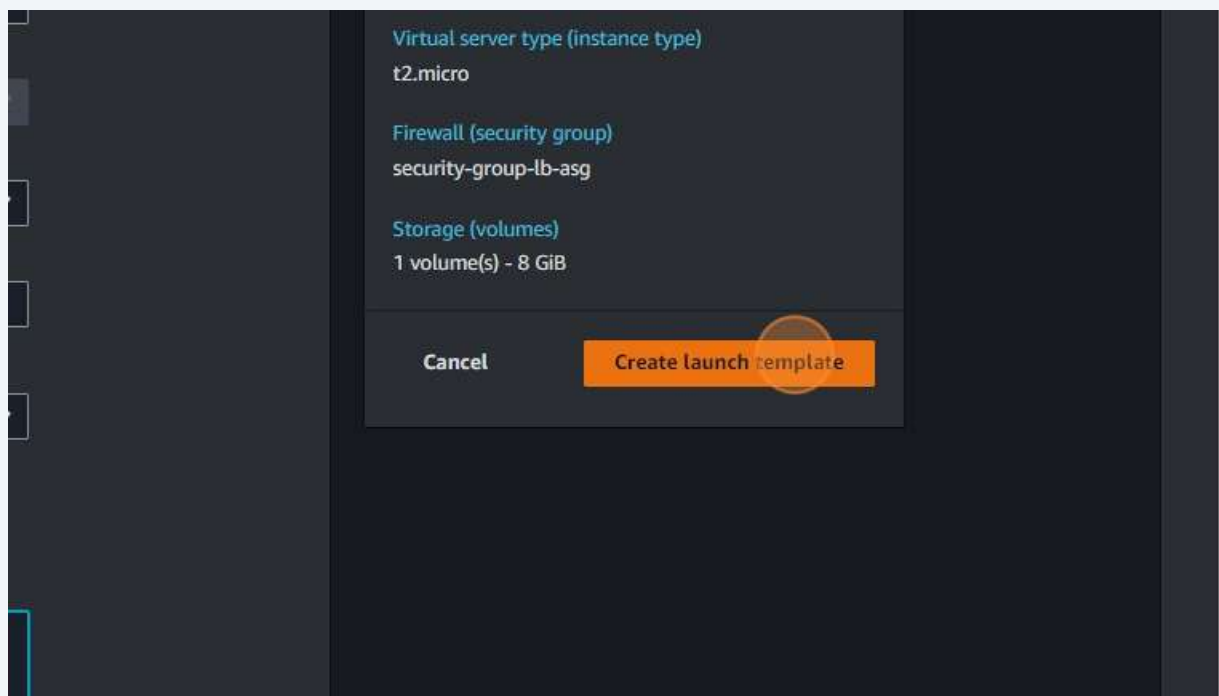 Virtual server type (instance type)
t2.micro
Firewall (security group)
security-group-lb-asg
Storage (volumes)
1 volume(s) - 8 GiB
Cancel
Create launch template